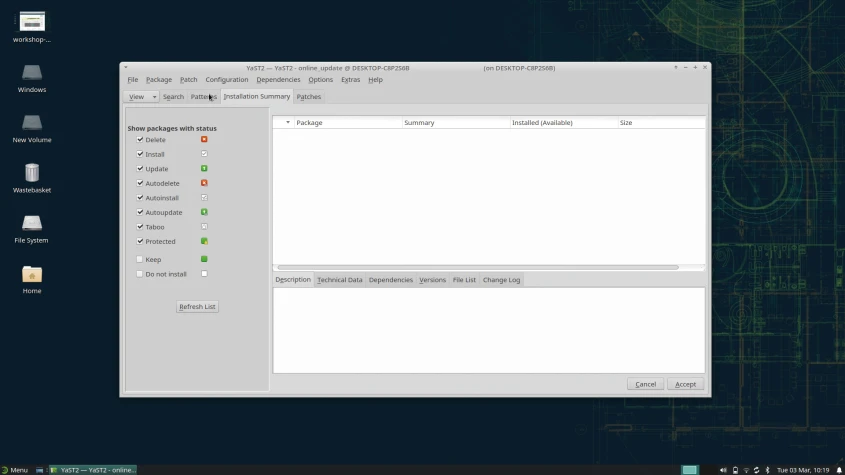 workshop-...
Windows
New Volume
Wastebasket
File System
Home
YaST2 — YaST2 - online_update @ DESKTOP-C8P2S6B (on DESKTOP-C8P2S6B)
File Package Patch Configuration Dependencies Options Extras Help
View Search Patterns Installation Summary Patches
Show packages with status
Delete
Install
Update
Autodelete
Autoinstall
Autoupdate
Taboo
Protected
Keep
Do not install
Refresh List
Package Summary Installed (Available) Size
Description Technical Data Dependencies Versions File List Change Log
Cancel Accept
Menu YaST2 — YaST2 - online... Tue 03 Mar, 10:19